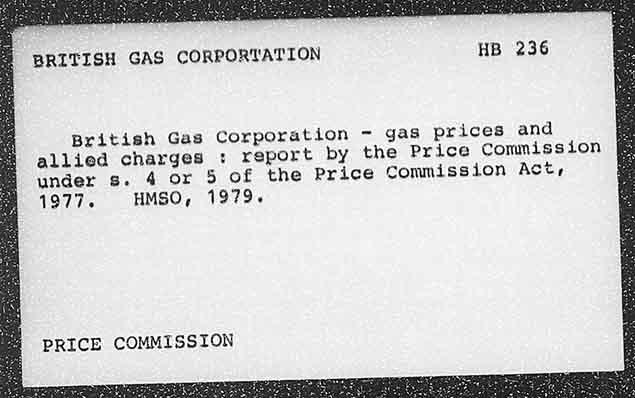 BRITISH GAS CORPORTATION HB 236
British Gas Corporation - gas prices and
allied charges : report by the Price Commission
under s. 4 or 5 of the Price Commission Act,
1977. HMSO, 1979.
PRICE COMMISSION